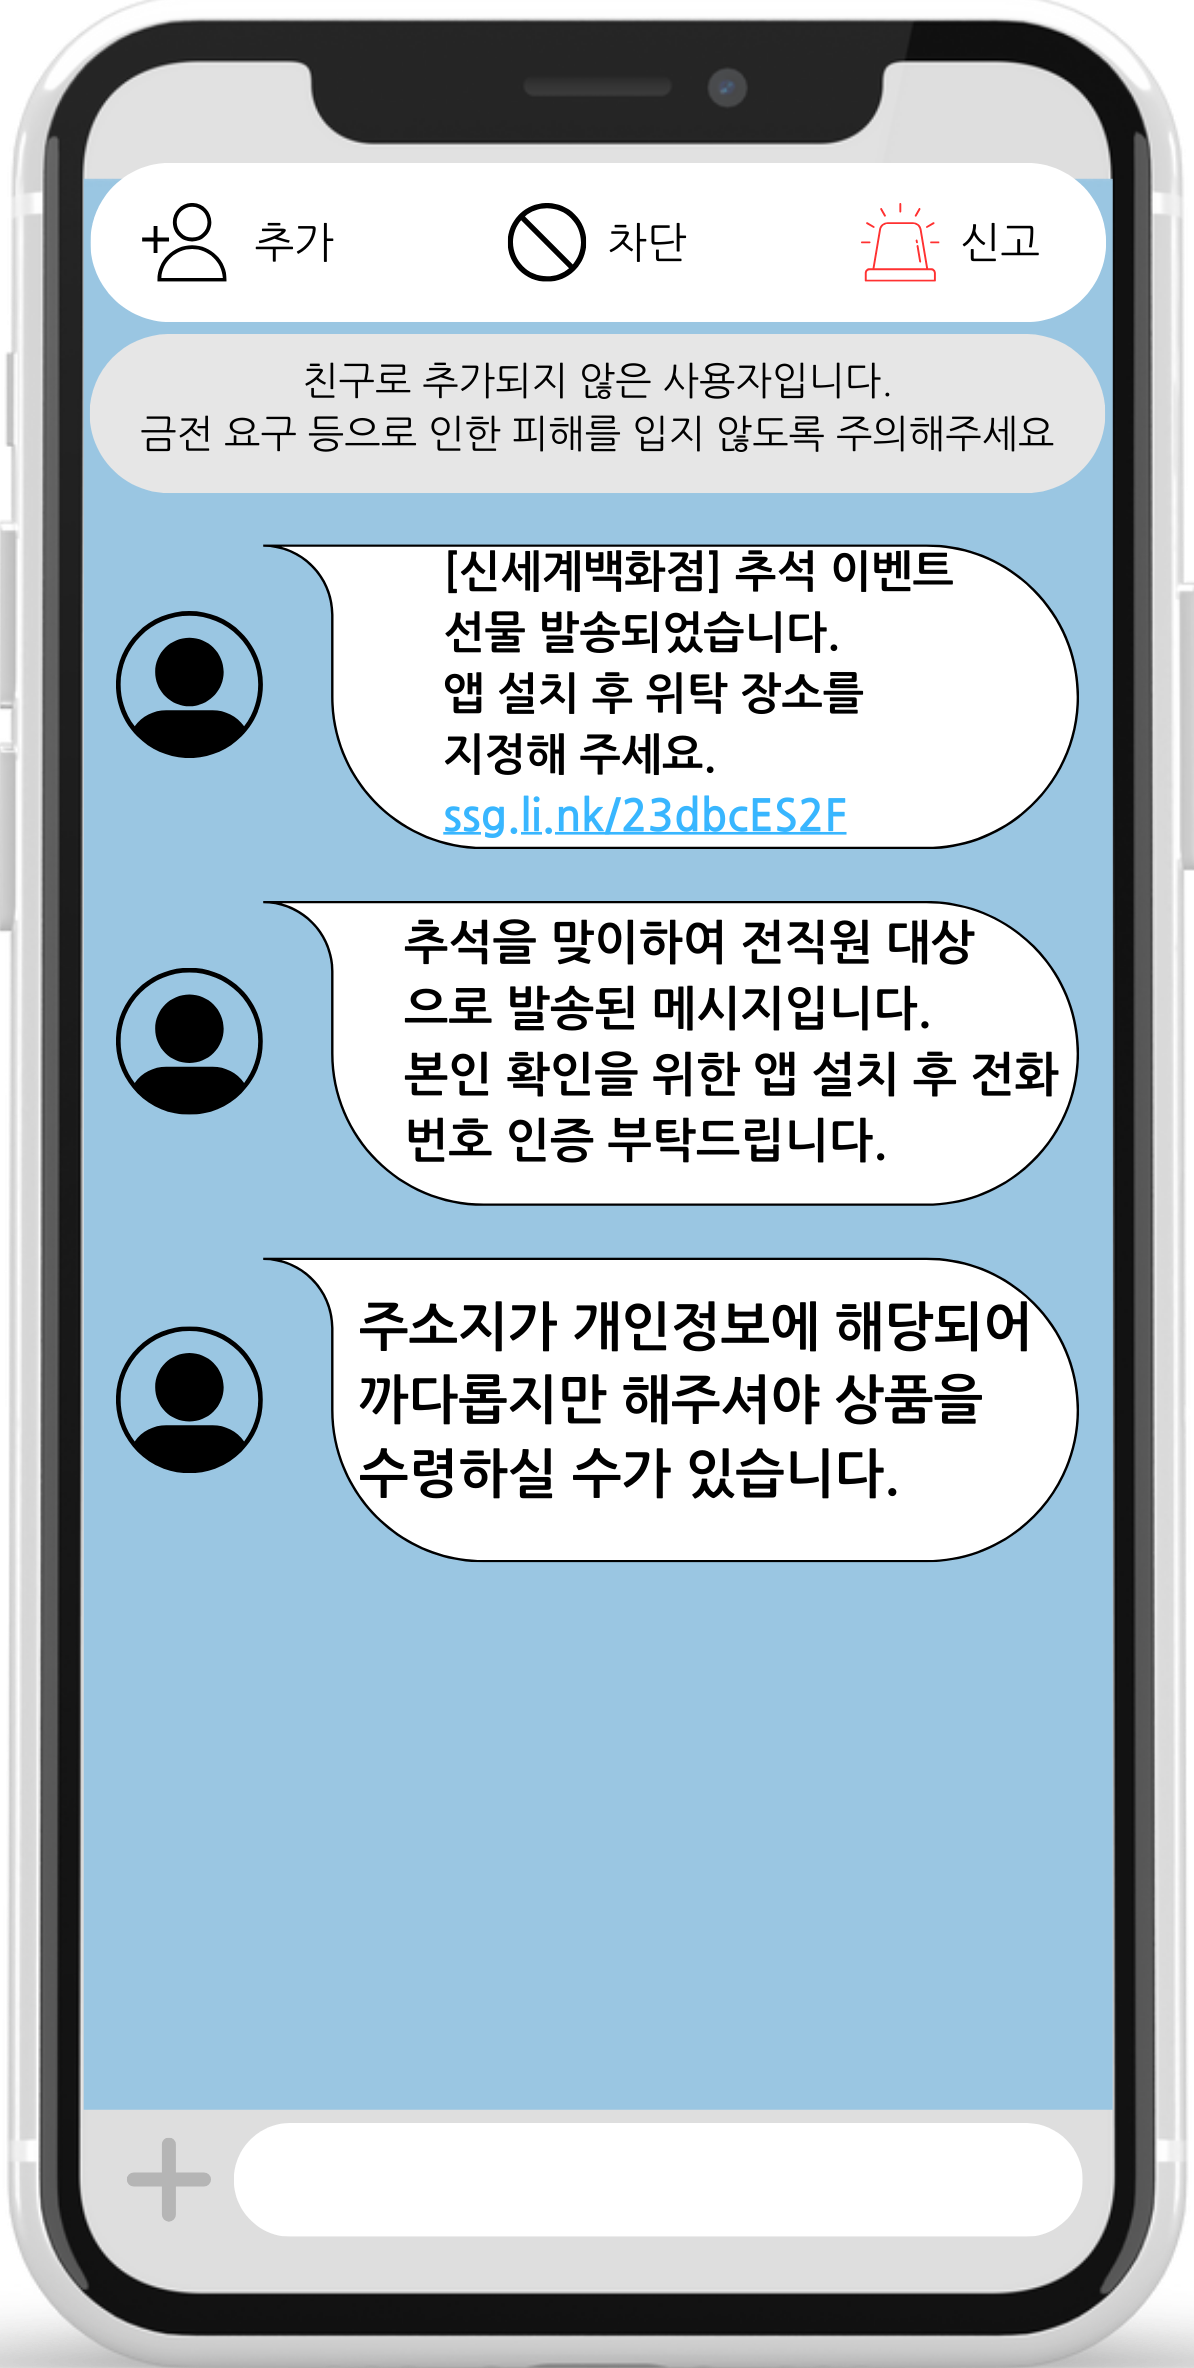 추가 차단 신고
친구로 추가되지 않은 사용자입니다.
금전 요구 등으로 인한 피해를 입지 않도록 주의해주세요
[신세계백화점] 추석 이벤트
선물 발송되었습니다.
앱 설치 후 위탁 장소를
지정해 주세요.
ssg.li.nk/23dbcES2F
추석을 맞이하여 전직원 대상
으로 발송된 메시지입니다.
본인 확인을 위한 앱 설치 후 전화
번호 인증 부탁드립니다.
주소지가 개인정보에 해당되어
까다롭지만 해주셔야 상품을
수령하실 수가 있습니다.